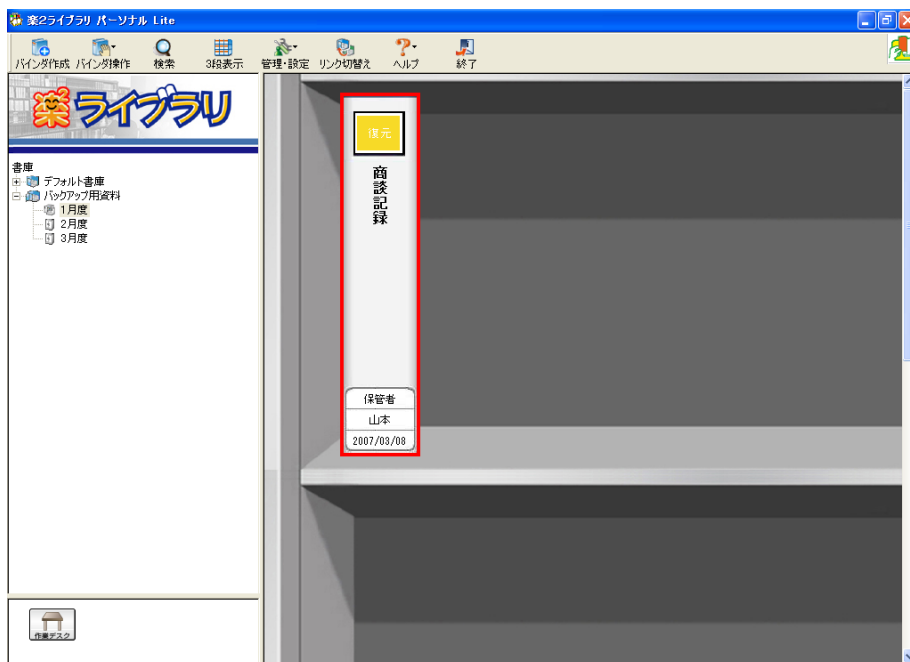 楽2ライブラリ パーソナル Lite
バインダ作成 バインダ操作 検索 3段表示 管理・設定 リンク切替え ヘルプ 終了
楽ライブラリ
書庫
デフォルト書庫
バックアップ用資料
1月度
2月度
3月度
作業デスク
復元
商談記録
保管者
山本
2007/03/08